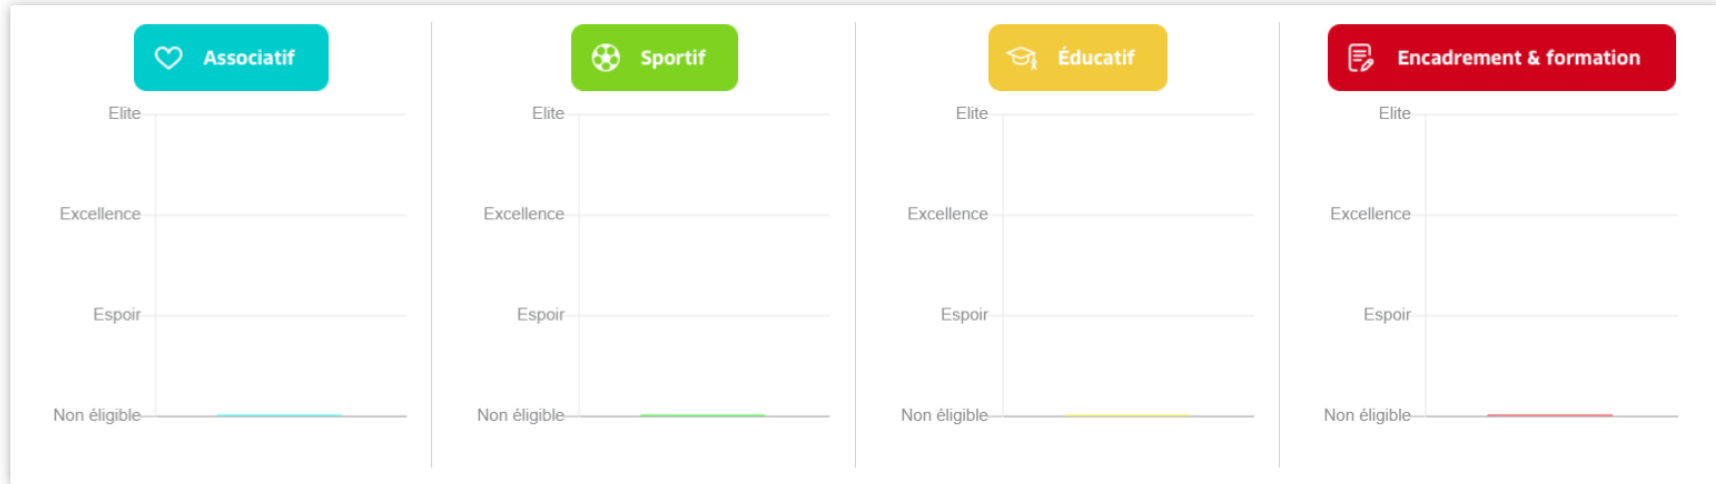 Associatif
Elite
Excellence
Espoir
Non éligible
Sportif
Elite
Excellence
Espoir
Non éligible
Éducatif
Elite
Excellence
Espoir
Non éligible
Encadrement & formation
Elite
Excellence
Espoir
Non éligible